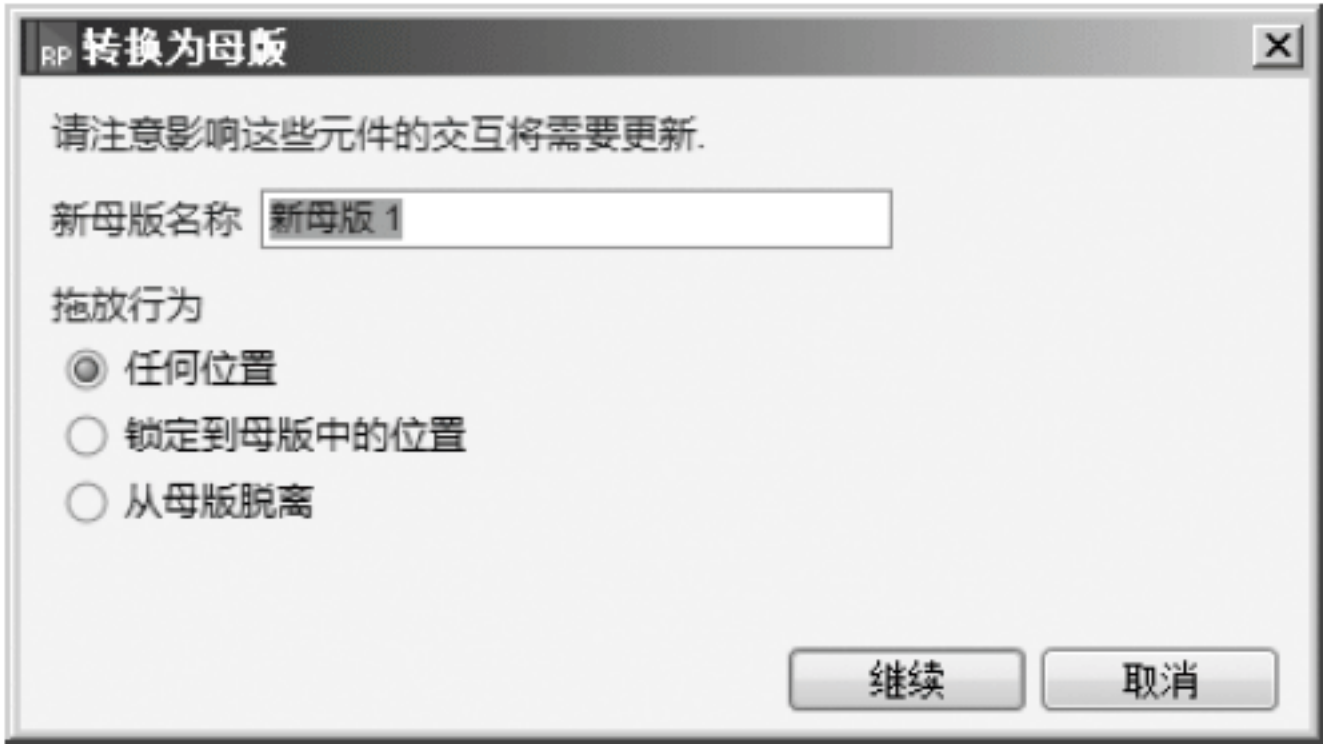 RP 转换为母版
请注意影响这些元件的交互将需要更新.
新母版名称 新母版 1
拖放行为
任何位置
锁定到母版中的位置
从母版脱离
继续 取消